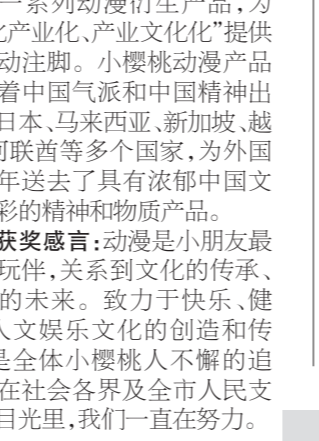 一系列动漫衍生产品，为
化产业化、产业文化化”提供
动注脚。小樱桃动漫产品
着中国气派和中国精神出
日本、马来西亚、新加坡、越
阿联酋等多个国家，为外国
年送去了具有浓郁中国文
彩的精神和物质产品。
获奖感言：动漫是小朋友最
玩伴，关系到文化的传承、
的未来。致力于快乐、健
人文娱乐文化的创造和传
是全体小樱桃人不懈的追
在社会各界及全市人民支
目光里，我们一直在努力。